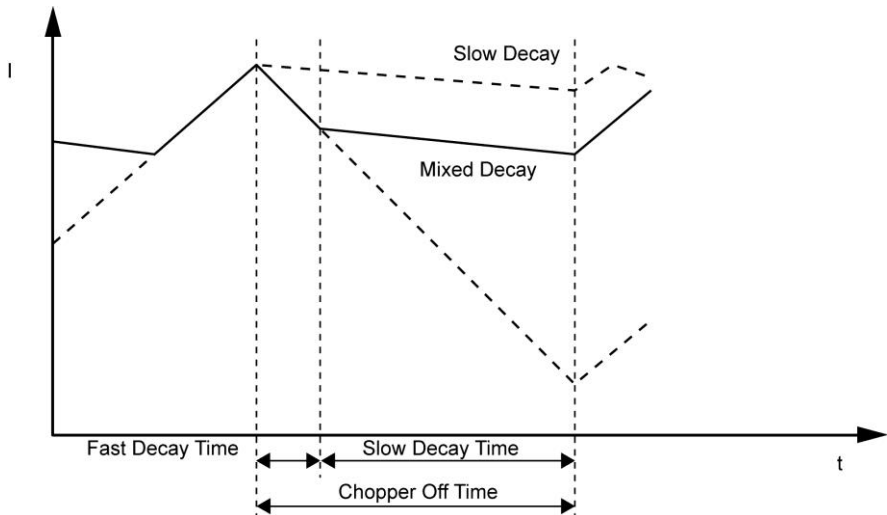 I
Slow Decay
Mixed Decay
Fast Decay Time
Slow Decay Time
t
Chopper Off Time